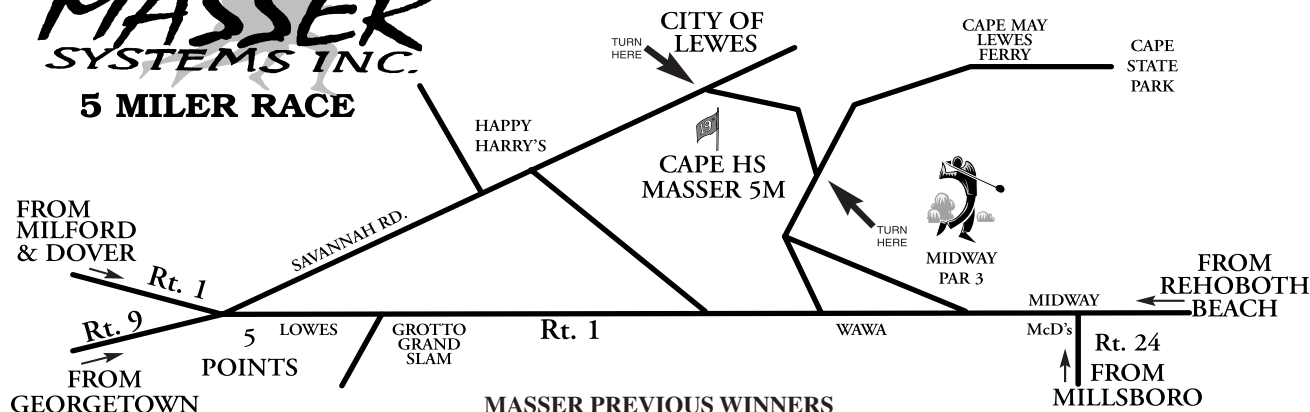 MASSER
SYSTEMS INC.
5 MILER RACE
CITY OF
LEWES
TURN
HERE
CAPE MAY
LEWES
FERRY
CAPE
STATE
PARK
HAPPY
HARRY'S
19
CAPE HS
MASSER 5M
SAVANNAH RD.
FROM
MILFORD
& DOVER
Rt. 1
Rt. 9
FROM
GEORGETOWN
5
POINTS
LOWES
GROTTO
GRAND
SLAM
Rt. 1
TURN
HERE
MIDWAY
PAR 3
WAWA
MIDWAY
McD's
FROM
REHOBOTH
BEACH
Rt. 24
FROM
MILLSBORO
MASSER PREVIOUS WINNERS